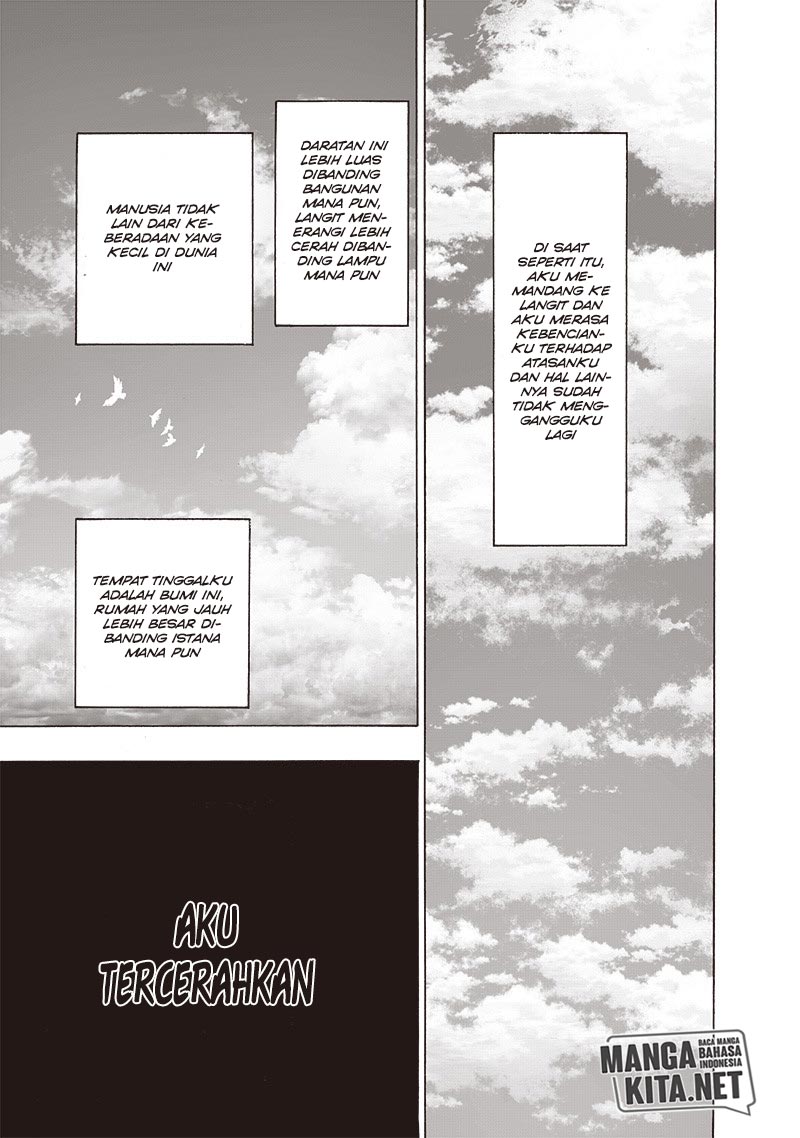 DI SAAT
SEPERTI ITU,
AKU ME-
MANDANG KE
LANGIT DAN
AKU MERASA
KEBENCIAN-
KU TERHADAP
ATASANKU
DAN HAL LAIN-
NYA SUDAH
TIDAK MENG-
GANGGUKU
LAGI
DARATAN INI
LEBIH LUAS
DIBANDING
BANGUNAN
MANA PUN,
LANGIT MEN-
ERANGI LEBIH
CERAH DIBAN-
DING LAMPU
MANA PUN
MANUSIA TIDAK
LAIN DARI KE-
BERADAAN YANG
KECIL DI DUNIA
INI
TEMPAT TINGGALKU
ADALAH BUMI INI,
RUMAH YANG JAUH
LEBIH BESAR DI-
BANDING ISTANA
MANA PUN
AKU
TERCERAHKAN
MANGA
BACA MANGA
BAHASA
INDONESIA
KITA.NET